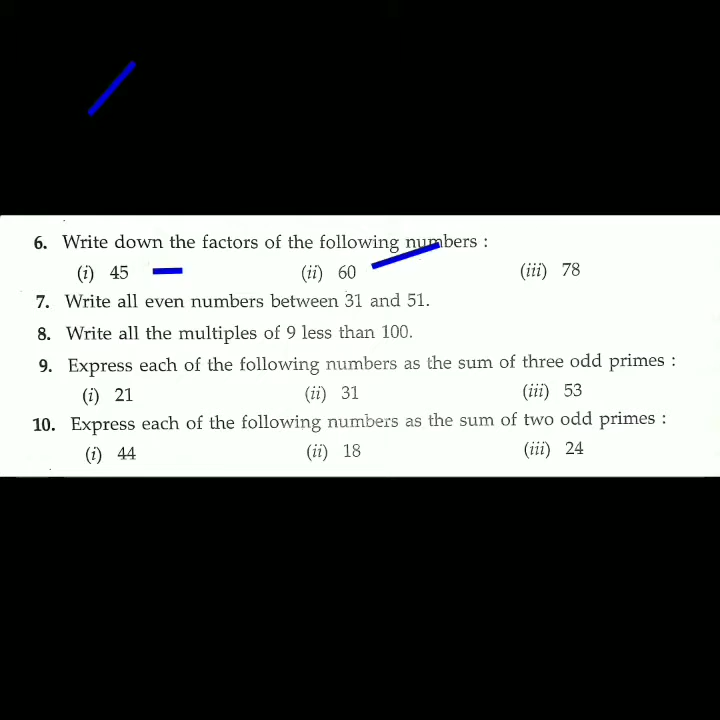 6. Write down the factors of the following numbers :
(i) 45 (ii) 60 (iii) 78
7. Write all even numbers between 31 and 51.
8. Write all the multiples of 9 less than 100.
9. Express each of the following numbers as the sum of three odd primes :
(i) 21 (ii) 31 (iii) 53
10. Express each of the following numbers as the sum of two odd primes :
(i) 44 (ii) 18 (iii) 24